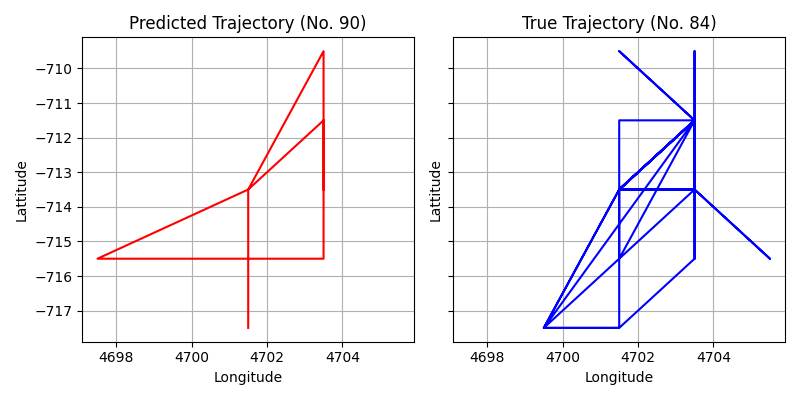 Predicted Trajectory (No. 90)
True Trajectory (No. 84)
Lattitude
−710
−711
−712
−713
−714
−715
−716
−717
4698
4700
4702
4704
Longitude
Lattitude
4698
4700
4702
4704
Longitude